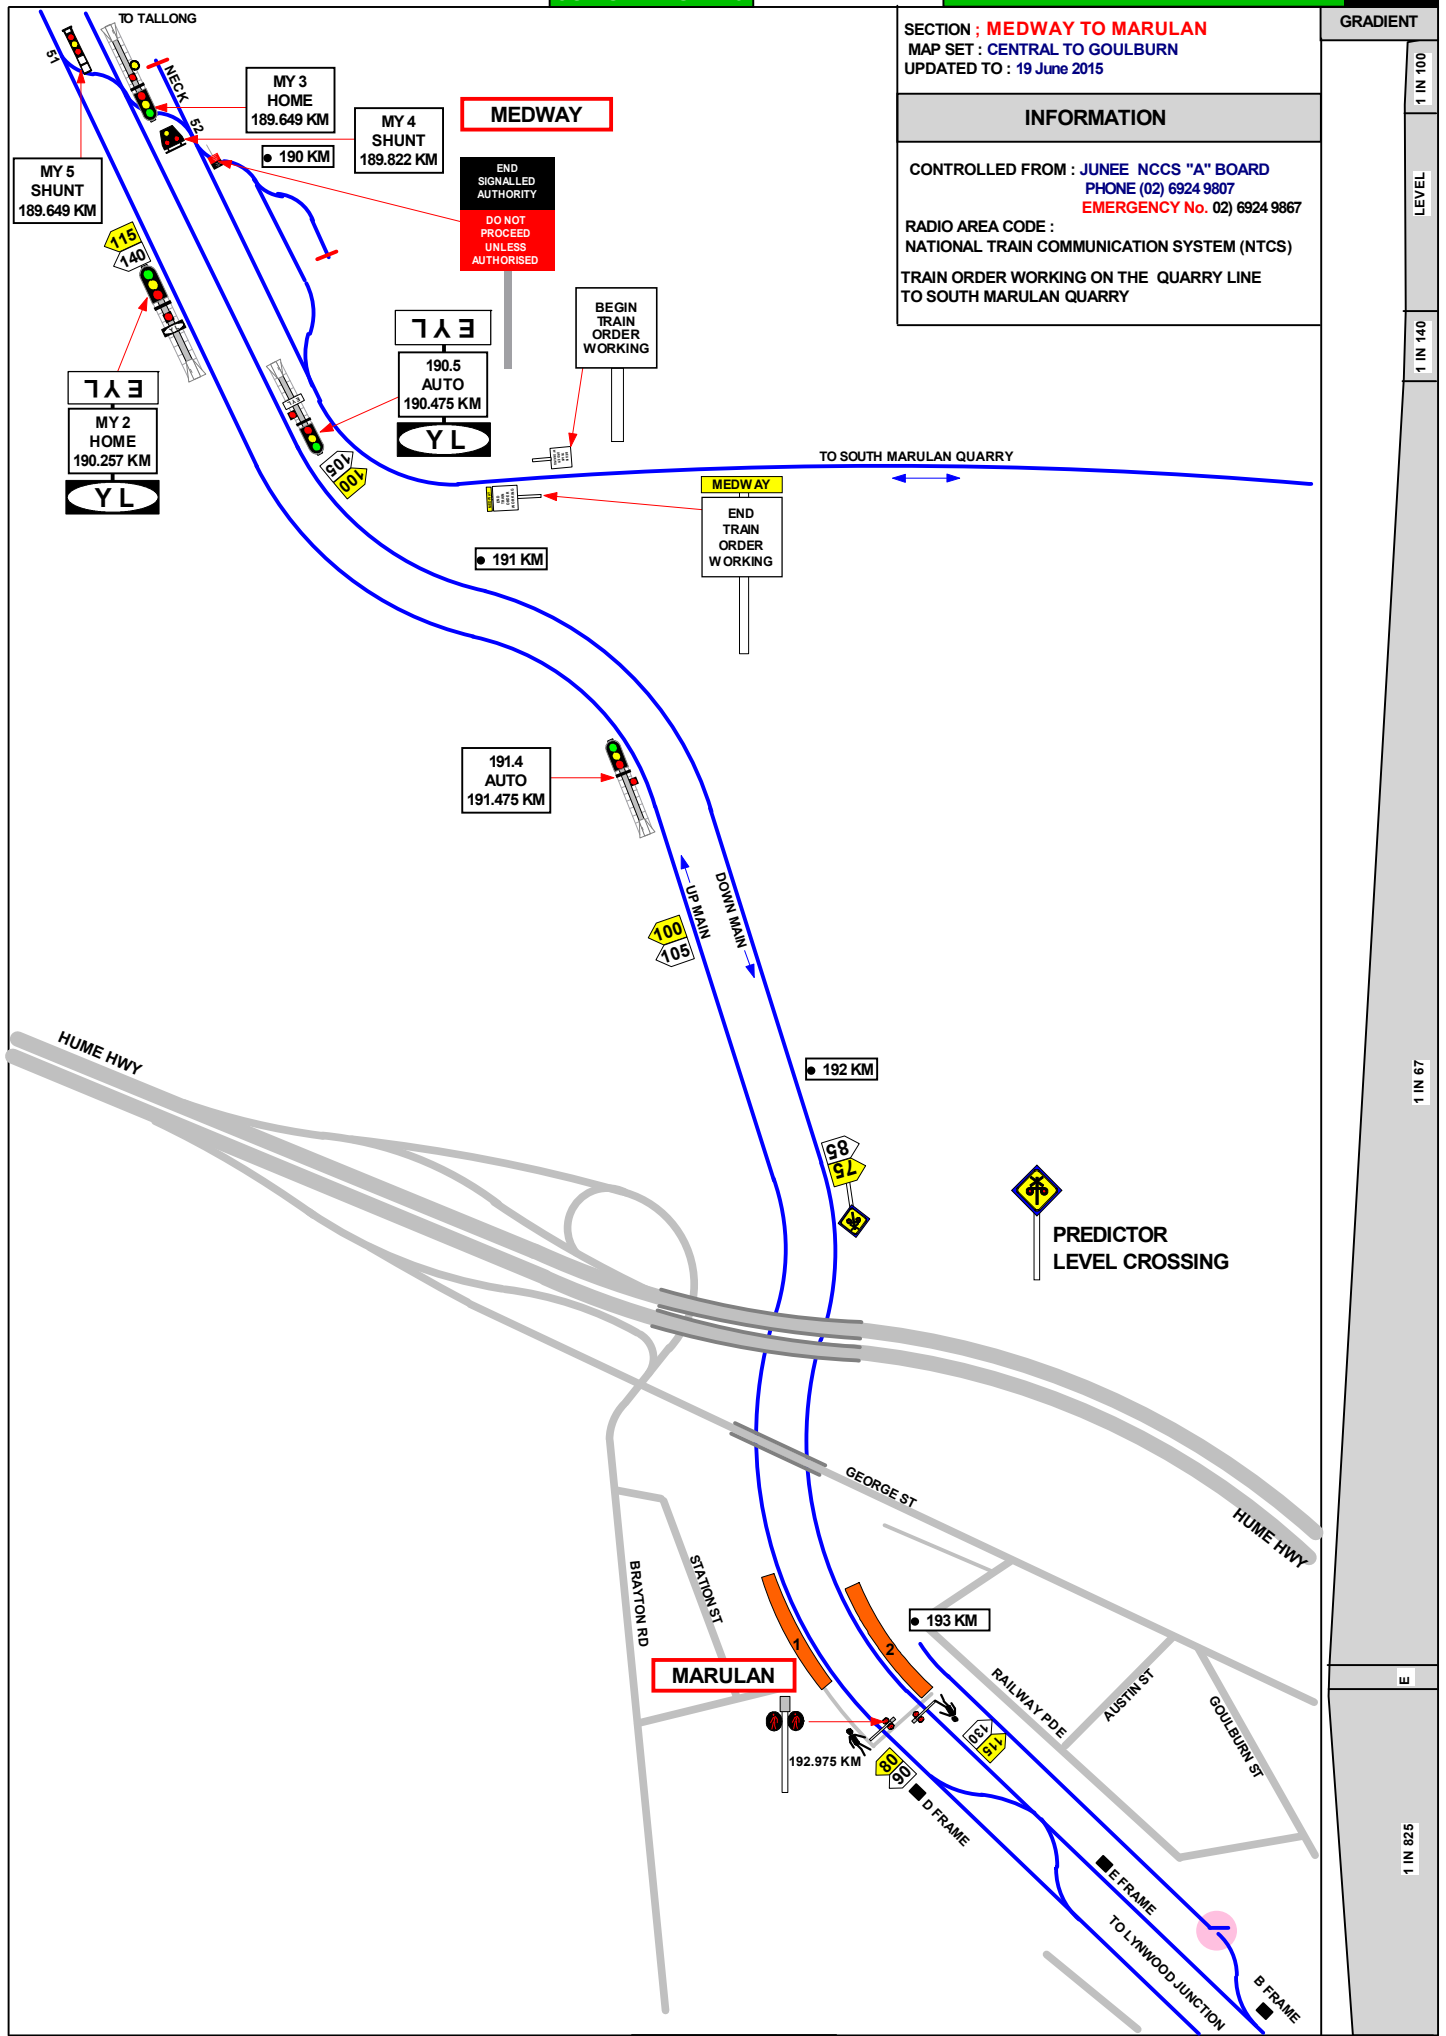 SECTION ; MEDWAY TO MARULAN
MAP SET : CENTRAL TO GOULBURN
UPDATED TO : 19 June 2015
GRADIENT
INFORMATION
CONTROLLED FROM : JUNEE NCCS "A" BOARD
PHONE (02) 6924 9807
EMERGENCY No. 02) 6924 9867
RADIO AREA CODE :
NATIONAL TRAIN COMMUNICATION SYSTEM (NTCS)
TRAIN ORDER WORKING ON THE QUARRY LINE
TO SOUTH MARULAN QUARRY
1 IN 100
LEVEL
1 IN 140
1 IN 67
E
1 IN 825
TO TALLONG
51
NECK
52
MY 3
HOME
189.649 KM
MY 4
SHUNT
189.822 KM
MEDWAY
190 KM
MY 5
SHUNT
189.649 KM
END
SIGNALLED
AUTHORITY
DO NOT
PROCEED
UNLESS
AUTHORISED
115
140
EYL
MY 2
HOME
190.257 KM
YL
EYL
190.5
AUTO
190.475 KM
YL
105
100
BEGIN
TRAIN
ORDER
WORKING
TO SOUTH MARULAN QUARRY
MEDWAY
END
TRAIN
ORDER
WORKING
191 KM
191.4
AUTO
191.475 KM
UP MAIN
DOWN MAIN
100
105
HUME HWY
192 KM
85
75
PREDICTOR
LEVEL CROSSING
GEORGE ST
HUME HWY
BRAYTON RD
STATION ST
1
2
193 KM
MARULAN
RAILWAY PDE
AUSTIN ST
GOULBURN ST
192.975 KM
130
115
80
90
D FRAME
E FRAME
TO LYNWOOD JUNCTION
B FRAME